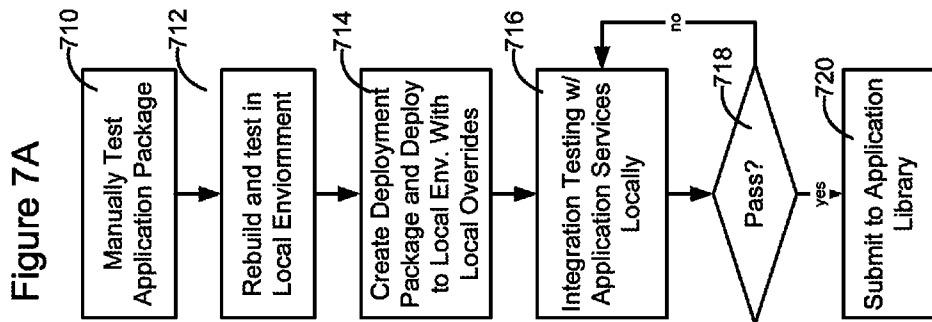 Figure 7A
710
Manually Test
Application Package
712
Rebuild and test in
Local Enviornment
714
Create Deployment
Package and Deploy
to Local Env. With
Local Overrides
716
Integration Testing w/
Application Services
Locally
no
718
Pass?
yes
720
Submit to Application
Library